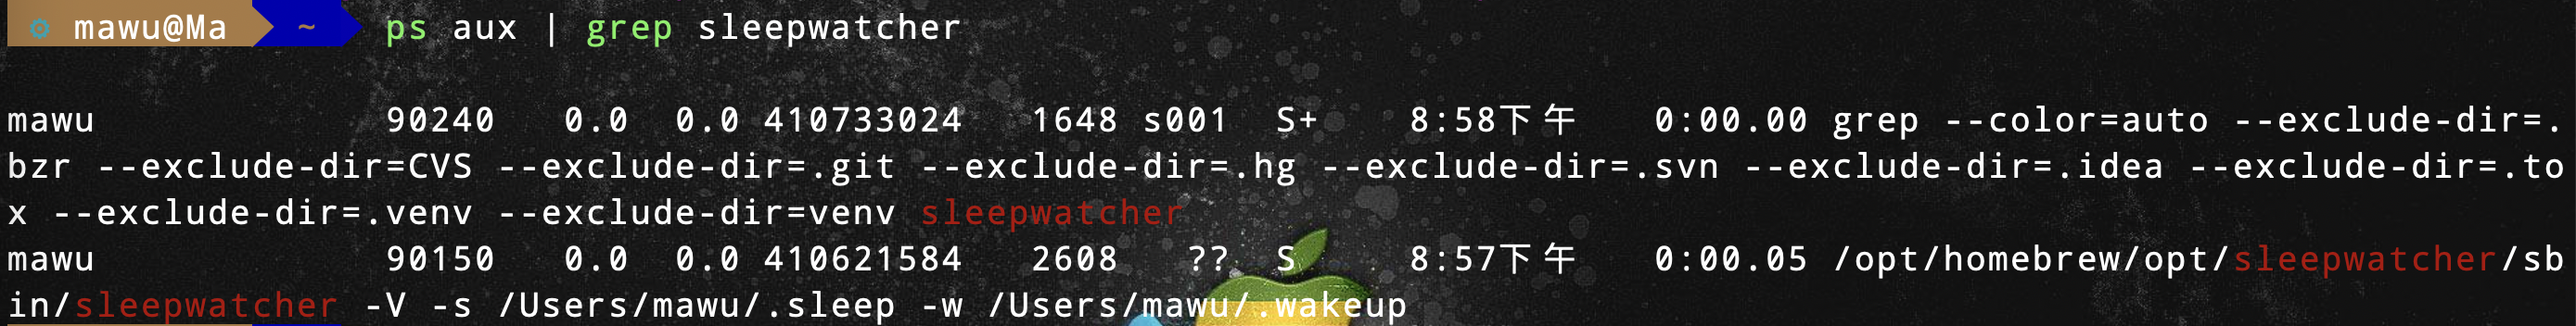 mawu@Ma ~ ps aux | grep sleepwatcher
mawu 90240 0.0 0.0 410733024 1648 s001 S+ 8:58下午 0:00.00 grep --color=auto --exclude-dir=.
bzr --exclude-dir=CVS --exclude-dir=.git --exclude-dir=.hg --exclude-dir=.svn --exclude-dir=.idea --exclude-dir=.to
x --exclude-dir=.venv --exclude-dir=venv sleepwatcher
mawu 90150 0.0 0.0 410621584 2608 ?? S 8:57下午 0:00.05 /opt/homebrew/opt/sleepwatcher/sb
in/sleepwatcher -V -s /Users/mawu/.sleep -w /Users/mawu/.wakeup